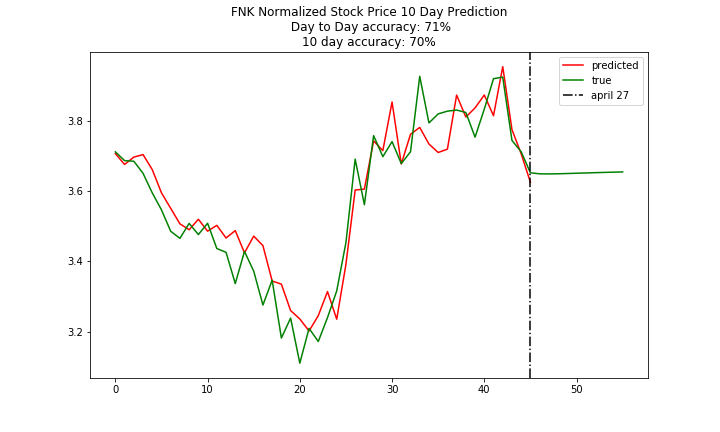 FNK Normalized Stock Price 10 Day Prediction
Day to Day accuracy: 71%
10 day accuracy: 70%
predicted
true
april 27
3.8
3.6
3.4
3.2
0
10
20
30
40
50